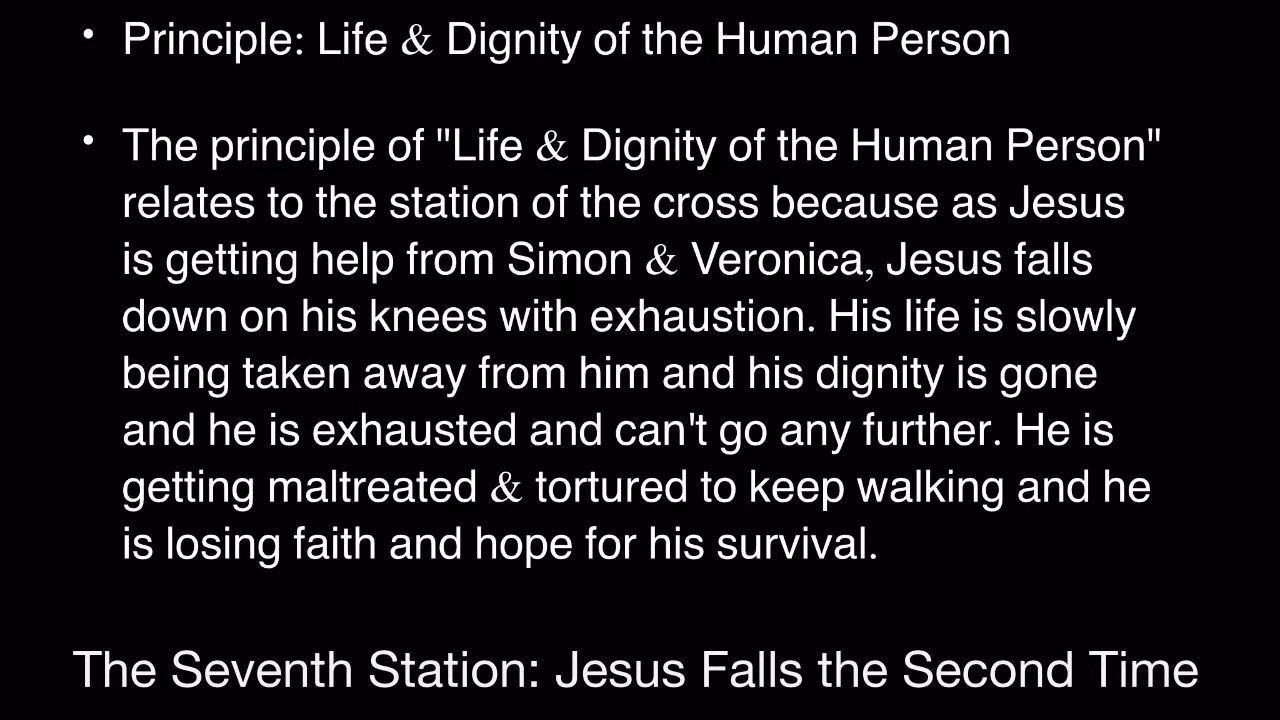 • Principle: Life & Dignity of the Human Person
• The principle of "Life & Dignity of the Human Person"
relates to the station of the cross because as Jesus
is getting help from Simon & Veronica, Jesus falls
down on his knees with exhaustion. His life is slowly
being taken away from him and his dignity is gone
and he is exhausted and can't go any further. He is
getting maltreated & tortured to keep walking and he
is losing faith and hope for his survival.
The Seventh Station: Jesus Falls the Second Time